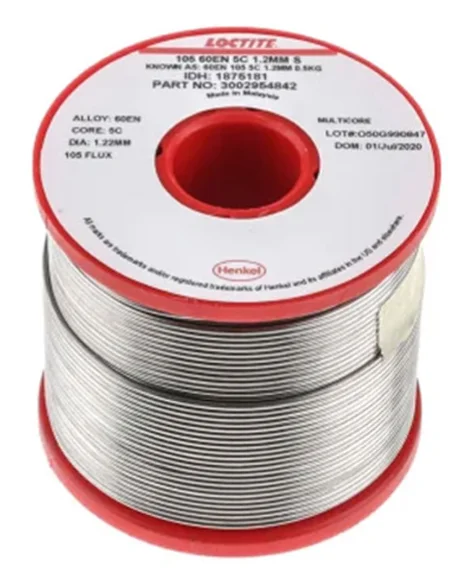 LOCTITE.
105 60EN 5C 1.2MM S
KNOWN AS: 60EN 105 5C 1.2MM 0.5KG
IDH: 1875181
PART NO: 3002954842
Made in Malaysia
ALLOY: 60EN
CORE: 5C
DIA: 1.22MM
105 FLUX
MULTICORE
LOT#:O50G990847
DOM: 01/Jul/2020
Henkel
All marks are trademarks and/or registered trademarks of Henkel and its affiliates in the US and elsewhere.